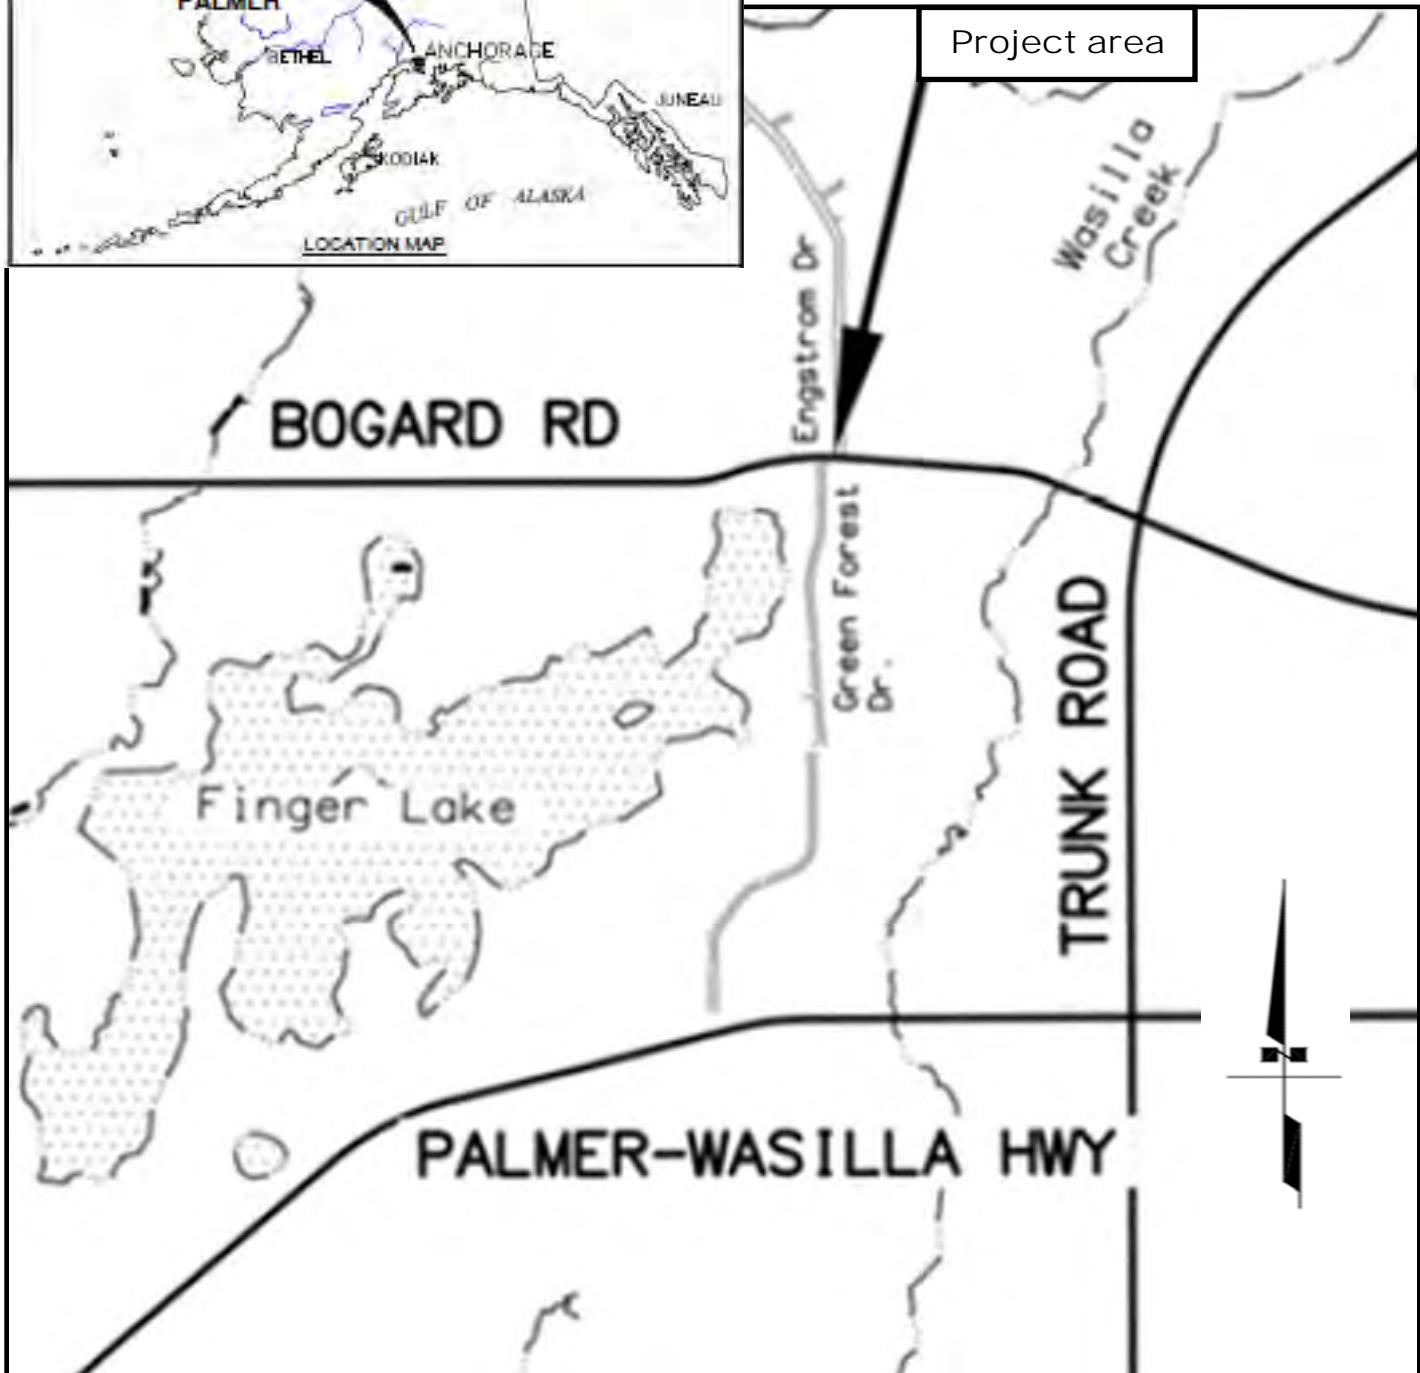 PALMER
BETHEL
ANCHORAGE
JUNEAU
KODIAK
GULF OF ALASKA
LOCATION MAP
Project area
Wasilla
Creek
Engstrom Dr
BOGARD RD
Green Forest
Dr.
TRUNK ROAD
Finger Lake
PALMER-WASILLA HWY